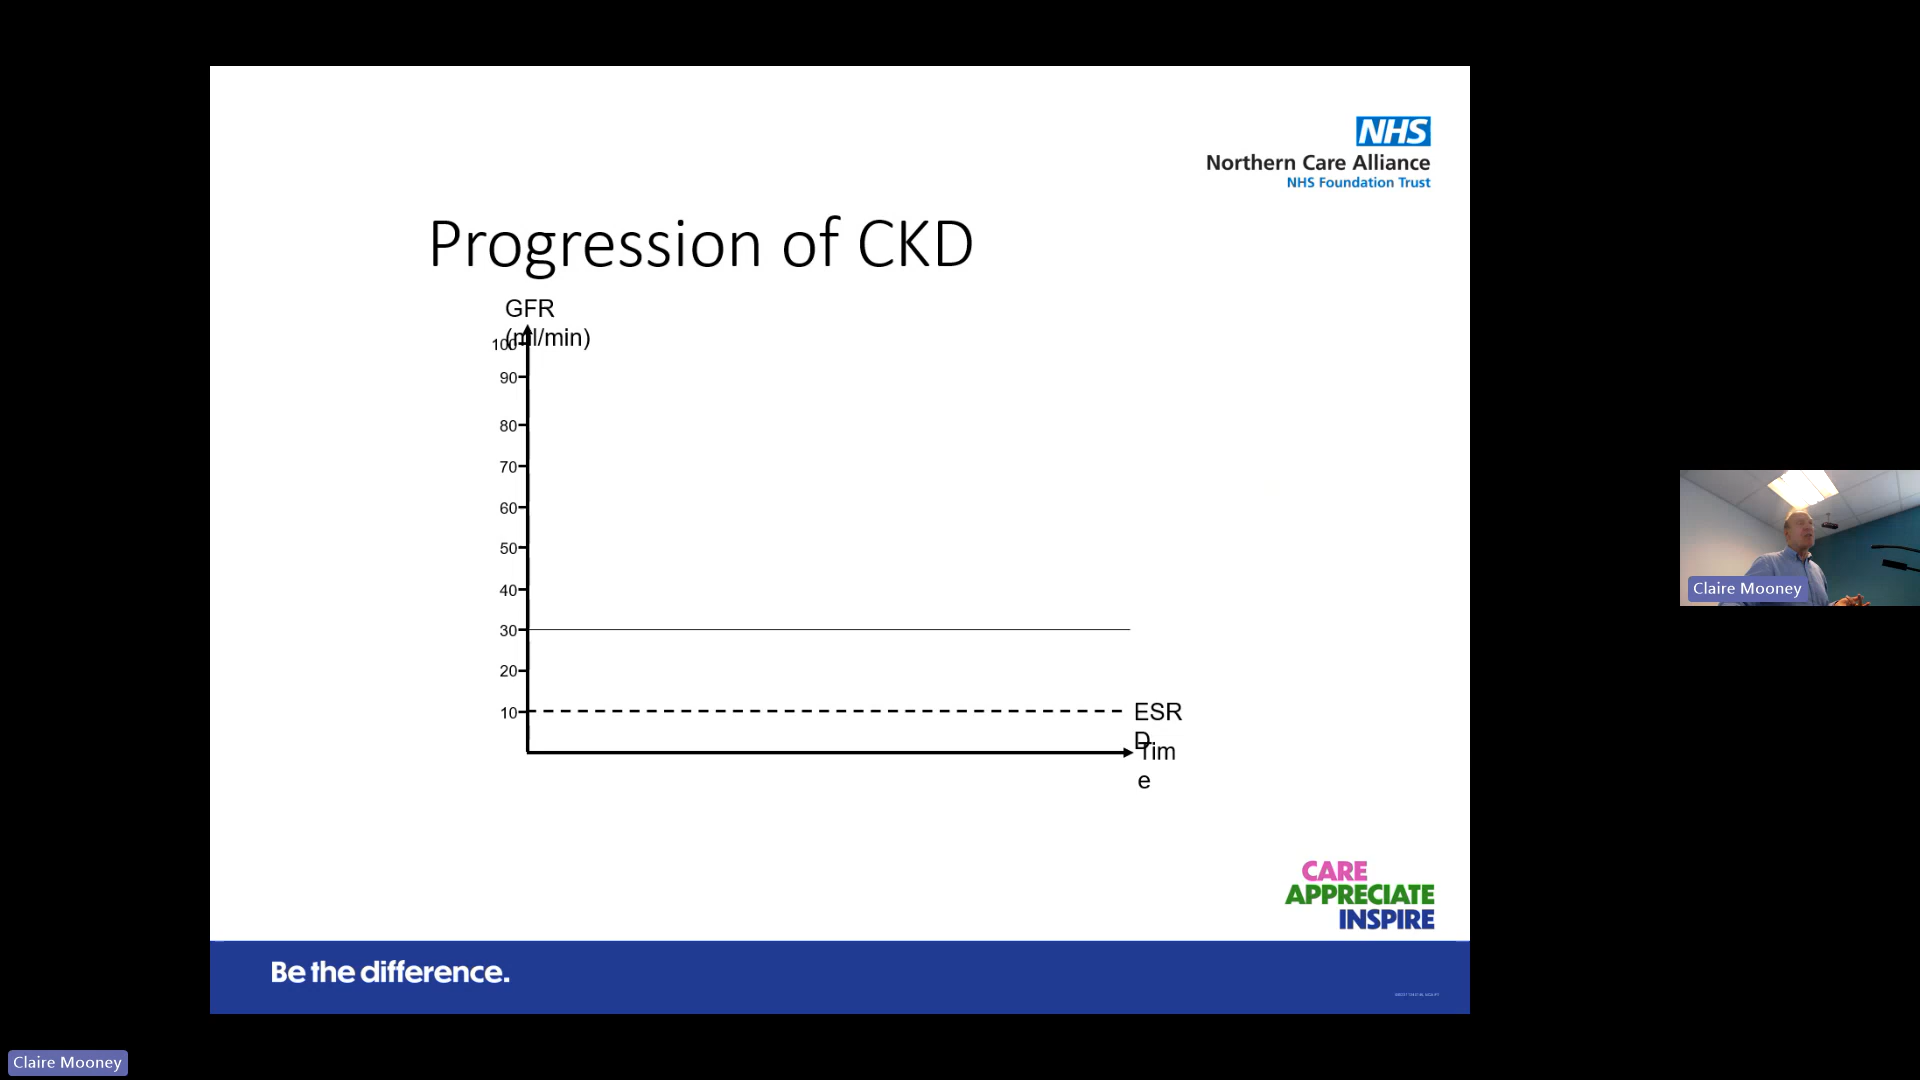 NHS
Northern Care Alliance
NHS Foundation Trust
Progression of CKD
GFR
(ml/min)
100
90
80
70
60
50
40
30
20
10
ESR
D
Tim
e
Claire Mooney
CARE
APPRECIATE
INSPIRE
Be the difference.
Claire Mooney